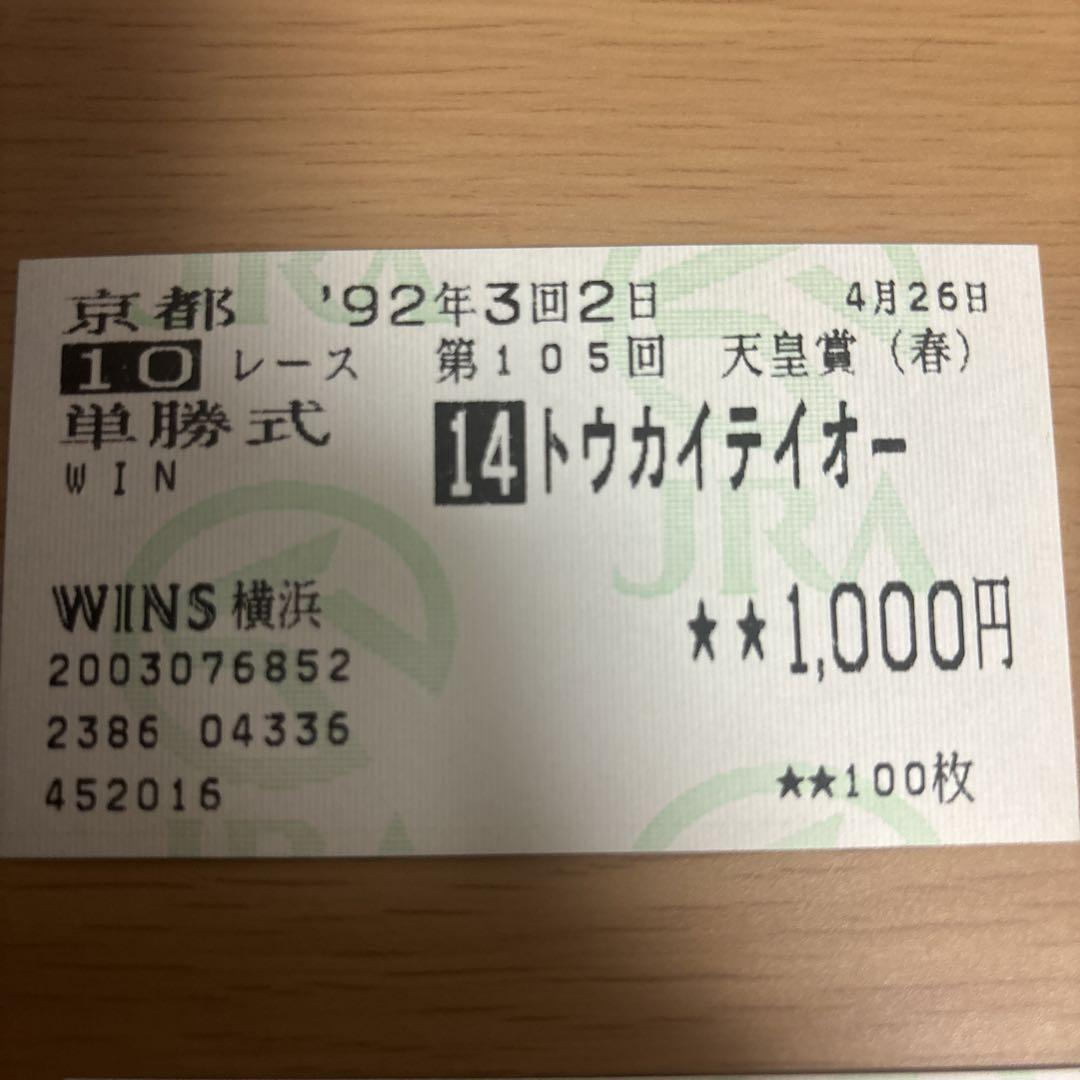 京都 '92年3回2日 4月26日
10 レース 第105回 天皇賞（春）
単勝式 14 トウカイテイオー
WIN
JRA
WINS横浜 ★★1,000円
2003076852
2386 04336
452016 ★★100枚